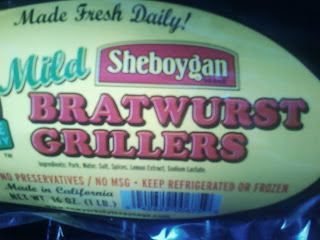 Made Fresh Daily!
Mild
Sheboygan
BRATWURST
GRILLERS
TM
Ingredients: Pork, Water, Salt, Spices, Lemon Extract, Sodium Lactate.
NO PRESERVATIVES / NO MSG • KEEP REFRIGERATED OR FROZEN
Made in California
NET WT 16 OZ. (1 LB.)